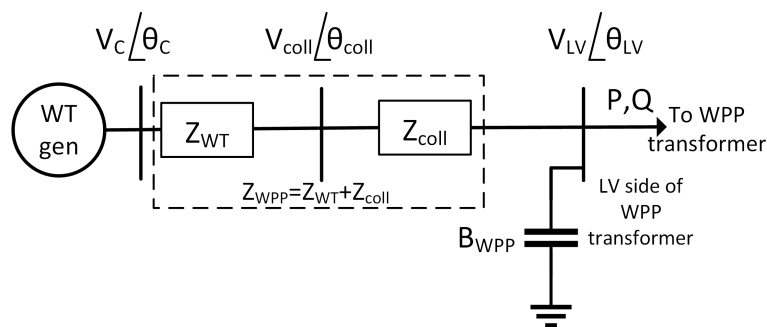 V_C∠θ_C
V_coll∠θ_coll
V_LV∠θ_LV
WT
gen
Z_WT
Z_coll
P,Q
To WPP
transformer
Z_WPP=Z_WT+Z_coll
LV side of
WPP
transformer
B_WPP